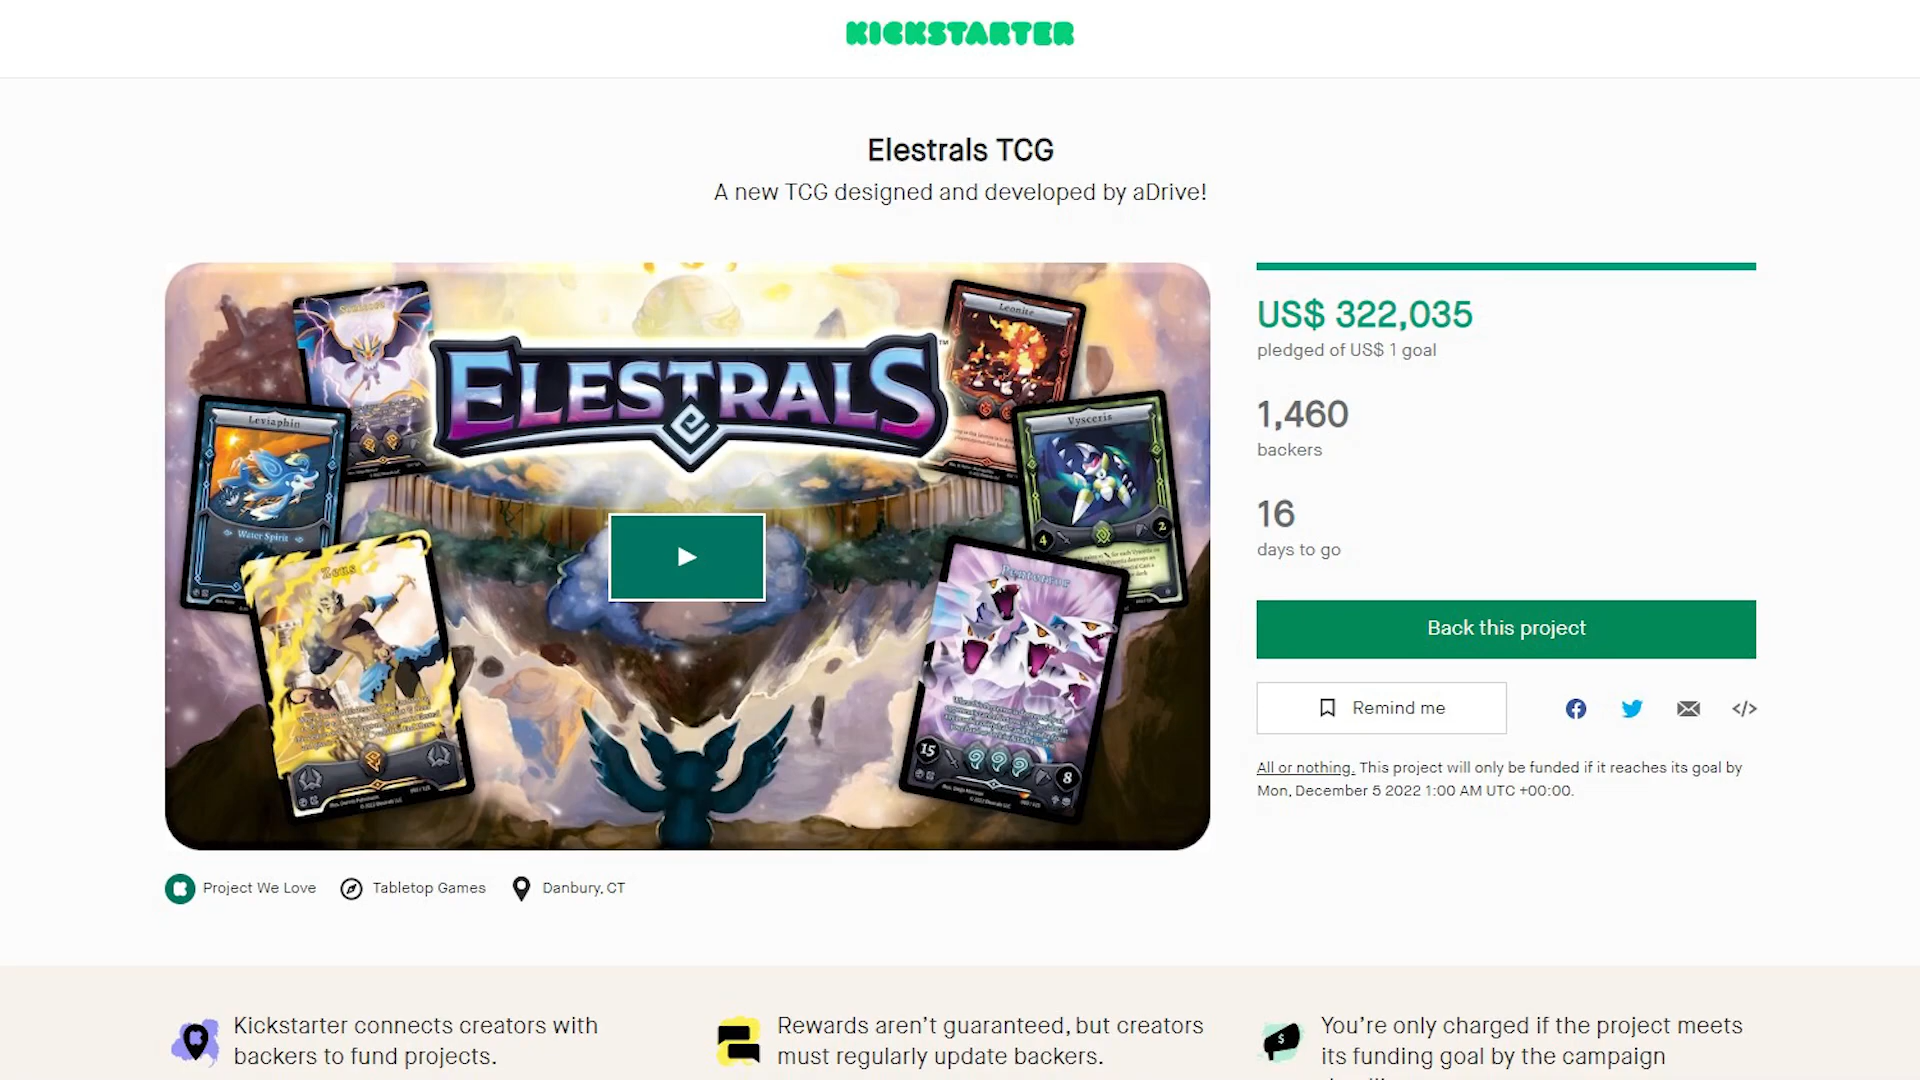 KICKSTARTER
Elestrals TCG
A new TCG designed and developed by aDrive!
ELESTRALS™
Leonite
Leviaphin
Vysceris
Water Spirit
Zeus
4
2
15
8
US$ 322,035
pledged of US$ 1 goal
1,460
backers
16
days to go
Back this project
Remind me
All or nothing. This project will only be funded if it reaches its goal by
Mon, December 5 2022 1:00 AM UTC +00:00.
Project We Love
Tabletop Games
Danbury, CT
Kickstarter connects creators with
backers to fund projects.
Rewards aren't guaranteed, but creators
must regularly update backers.
You're only charged if the project meets
its funding goal by the campaign